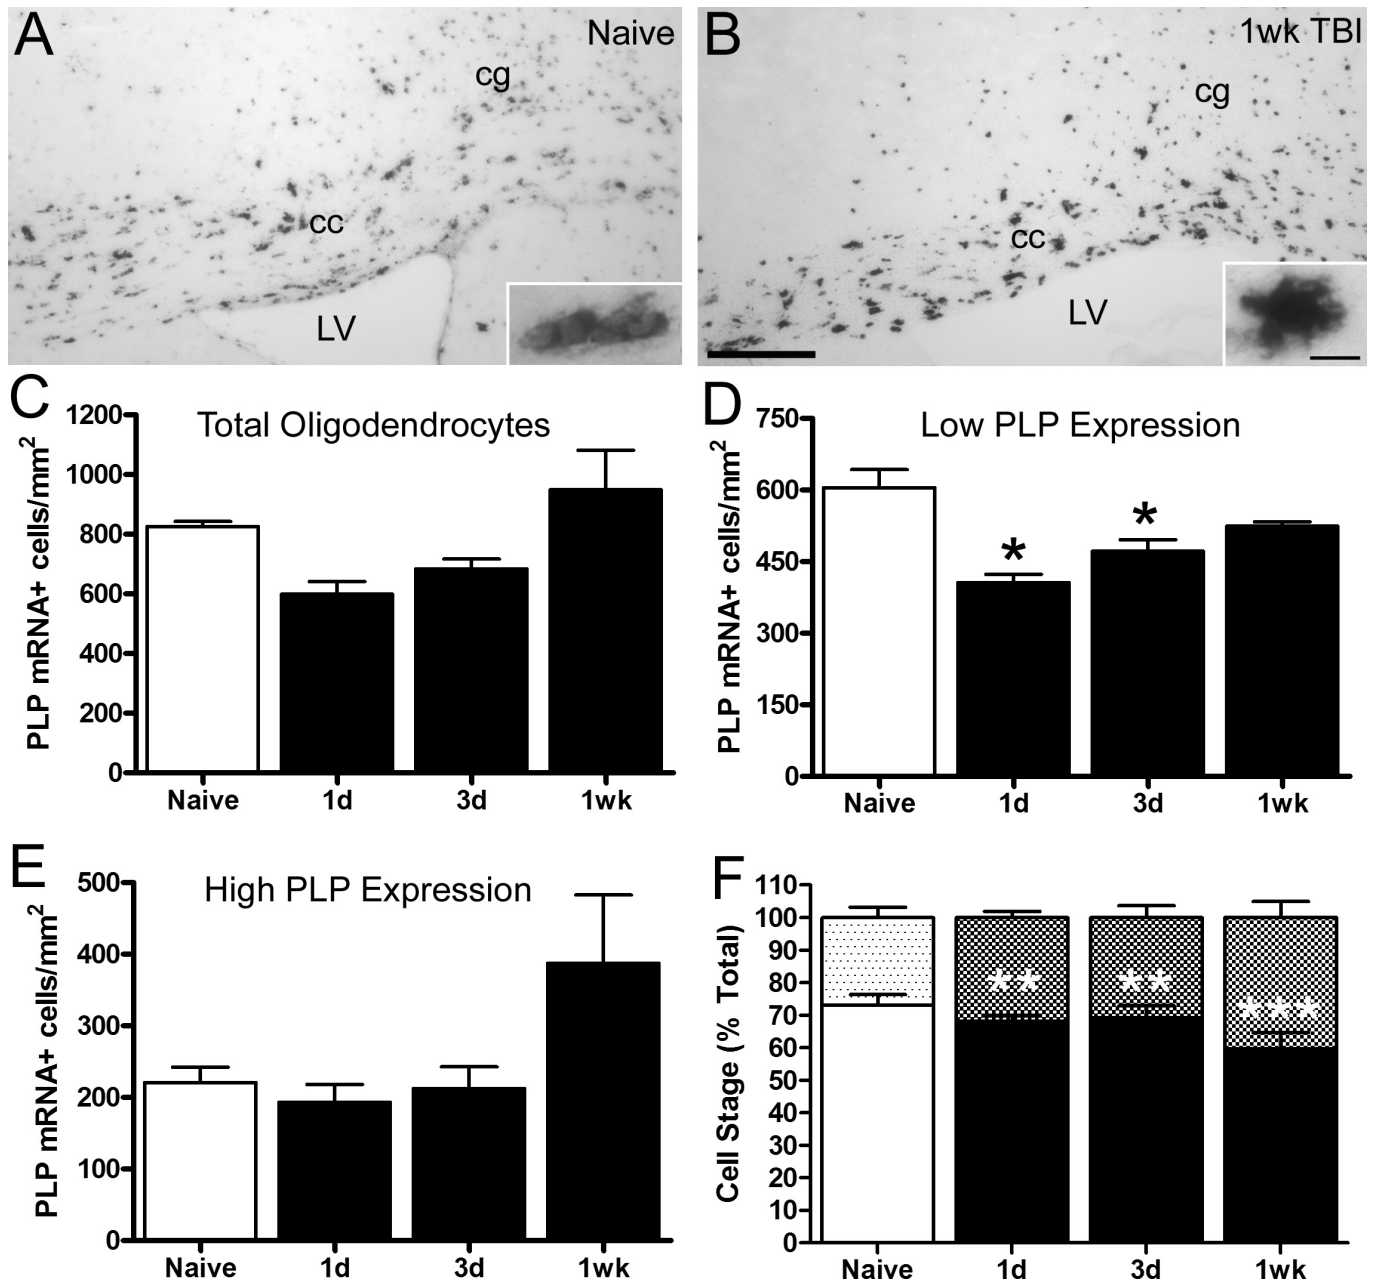 A
Naive
cg
cc
LV
B
1wk TBI
cg
cc
LV
C
Total Oligodendrocytes
PLP mRNA+ cells/mm²
1200
1000
800
600
400
200
0
Naive 1d 3d 1wk
D
Low PLP Expression
PLP mRNA+ cells/mm²
750
600
450
300
150
0
*
*
Naive 1d 3d 1wk
E
High PLP Expression
PLP mRNA+ cells/mm²
500
400
300
200
100
0
Naive 1d 3d 1wk
F
Cell Stage (% Total)
110
100
90
80
70
60
50
40
30
20
10
0
**
**
***
Naive 1d 3d 1wk